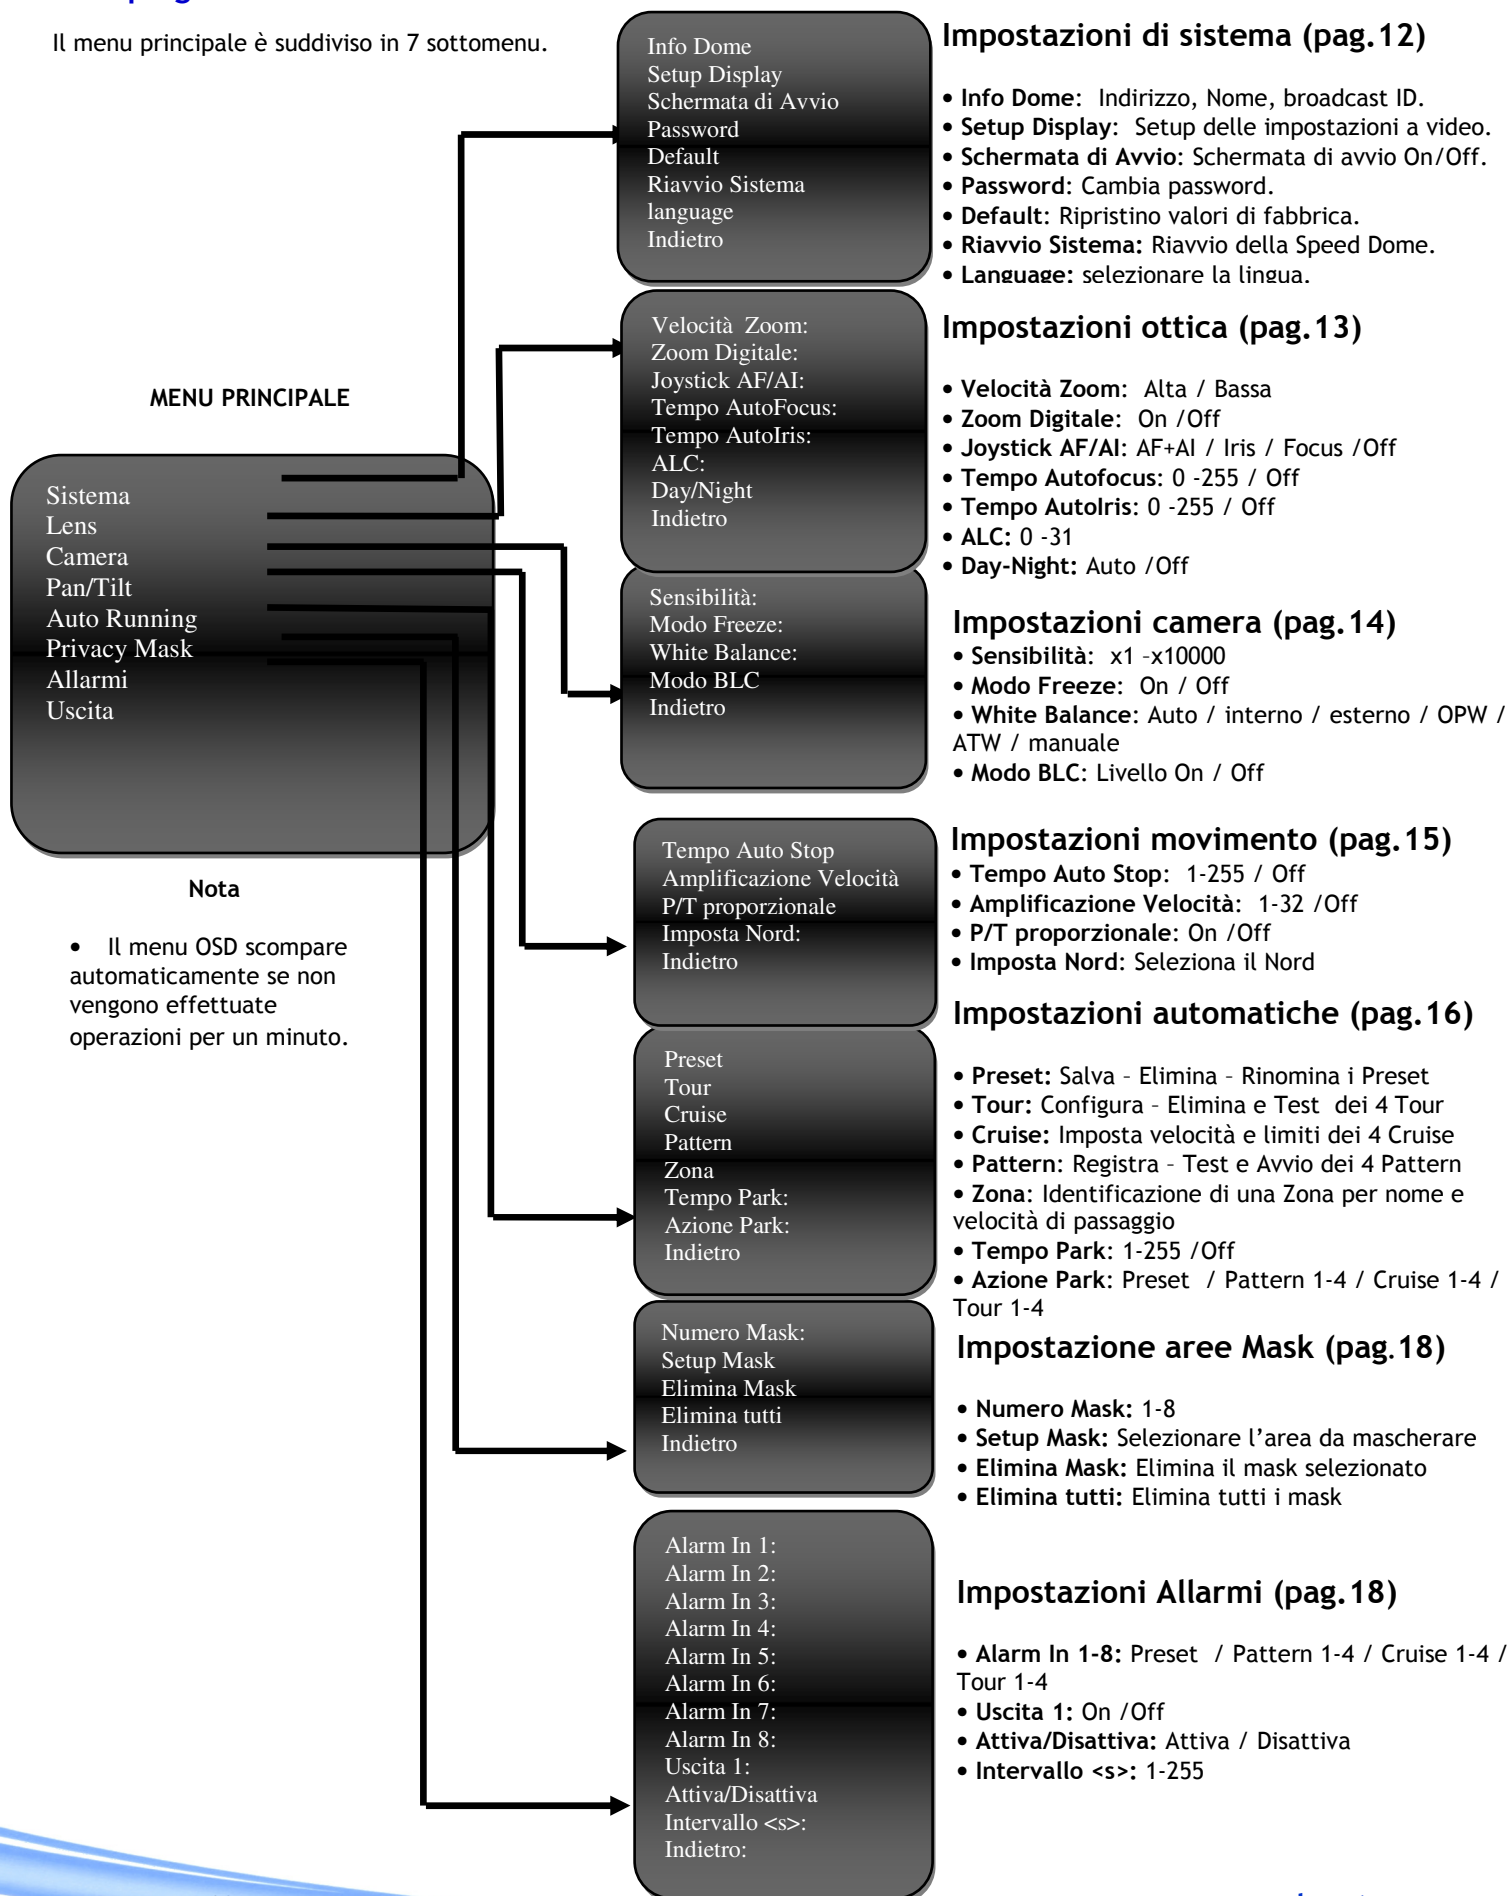 Il menu principale è suddiviso in 7 sottomenu.
MENU PRINCIPALE
Sistema
Lens
Camera
Pan/Tilt
Auto Running
Privacy Mask
Allarmi
Uscita
Nota
• Il menu OSD scompare
automaticamente se non
vengono effettuate
operazioni per un minuto.
Info Dome
Setup Display
Schermata di Avvio
Password
Default
Riavvio Sistema
language
Indietro
Impostazioni di sistema (pag.12)
• Info Dome: Indirizzo, Nome, broadcast ID.
• Setup Display: Setup delle impostazioni a video.
• Schermata di Avvio: Schermata di avvio On/Off.
• Password: Cambia password.
• Default: Ripristino valori di fabbrica.
• Riavvio Sistema: Riavvio della Speed Dome.
• Language: selezionare la lingua.
Velocità Zoom:
Zoom Digitale:
Joystick AF/AI:
Tempo AutoFocus:
Tempo AutoIris:
ALC:
Day/Night
Indietro
Impostazioni ottica (pag.13)
• Velocità Zoom: Alta / Bassa
• Zoom Digitale: On /Off
• Joystick AF/AI: AF+AI / Iris / Focus /Off
• Tempo Autofocus: 0 -255 / Off
• Tempo AutoIris: 0 -255 / Off
• ALC: 0 -31
• Day-Night: Auto /Off
Sensibilità:
Modo Freeze:
White Balance:
Modo BLC
Indietro
Impostazioni camera (pag.14)
• Sensibilità: x1 –x10000
• Modo Freeze: On / Off
• White Balance: Auto / interno / esterno / OPW /
ATW / manuale
• Modo BLC: Livello On / Off
Tempo Auto Stop
Amplificazione Velocità
P/T proporzionale
Imposta Nord:
Indietro
Impostazioni movimento (pag.15)
• Tempo Auto Stop: 1-255 / Off
• Amplificazione Velocità: 1-32 /Off
• P/T proporzionale: On /Off
• Imposta Nord: Seleziona il Nord
Preset
Tour
Cruise
Pattern
Zona
Tempo Park:
Azione Park:
Indietro
Impostazioni automatiche (pag.16)
• Preset: Salva – Elimina – Rinomina i Preset
• Tour: Configura – Elimina e Test dei 4 Tour
• Cruise: Imposta velocità e limiti dei 4 Cruise
• Pattern: Registra – Test e Avvio dei 4 Pattern
• Zona: Identificazione di una Zona per nome e
velocità di passaggio
• Tempo Park: 1-255 /Off
• Azione Park: Preset / Pattern 1-4 / Cruise 1-4 /
Tour 1-4
Numero Mask:
Setup Mask
Elimina Mask
Elimina tutti
Indietro
Impostazione aree Mask (pag.18)
• Numero Mask: 1-8
• Setup Mask: Selezionare l’area da mascherare
• Elimina Mask: Elimina il mask selezionato
• Elimina tutti: Elimina tutti i mask
Alarm In 1:
Alarm In 2:
Alarm In 3:
Alarm In 4:
Alarm In 5:
Alarm In 6:
Alarm In 7:
Alarm In 8:
Uscita 1:
Attiva/Disattiva
Intervallo <s>:
Indietro:
Impostazioni Allarmi (pag.18)
• Alarm In 1-8: Preset / Pattern 1-4 / Cruise 1-4 /
Tour 1-4
• Uscita 1: On /Off
• Attiva/Disattiva: Attiva / Disattiva
• Intervallo <s>: 1-255